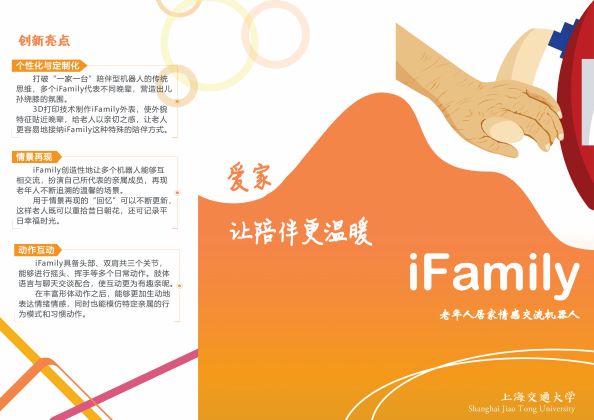 创新亮点
个性化与定制化
打破“一家一台”陪伴型机器人的传统
思维，多个iFamily代表不同晚辈，营造出儿
孙绕膝的氛围。
3D打印技术制作iFamily外表，使外貌
特征贴近晚辈，给老人以亲切之感，让老人
更容易地接纳iFamily这种特殊的陪伴方式。
情景再现
iFamily创造性地让多个机器人能够互
相交流，扮演自己所代表的亲属成员，再现
老年人不断追溯的温馨的场景。
用于情景再现的“回忆”可以不断更新，
这样老人既可以重拾昔日朝花，还可记录平
日幸福时光。
动作互动
iFamily具备头部、双肩共三个关节，
能够进行摇头、挥手等多个日常动作。肢体
语言与聊天交谈配合，使互动更为有趣亲昵。
在丰富形体动作之后，能够更加生动地
表达情绪情感，同时也能模仿特定亲属的行
为模式和习惯动作。
爱家
让陪伴更温暖
iFamily
老年人居家情感交流机器人
上海交通大学
Shanghai Jiao Tong University